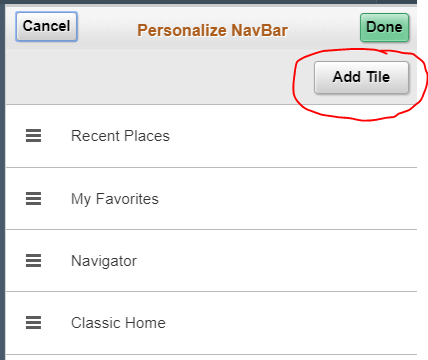 Cancel Personalize NavBar Done
Add Tile
Recent Places
My Favorites
Navigator
Classic Home